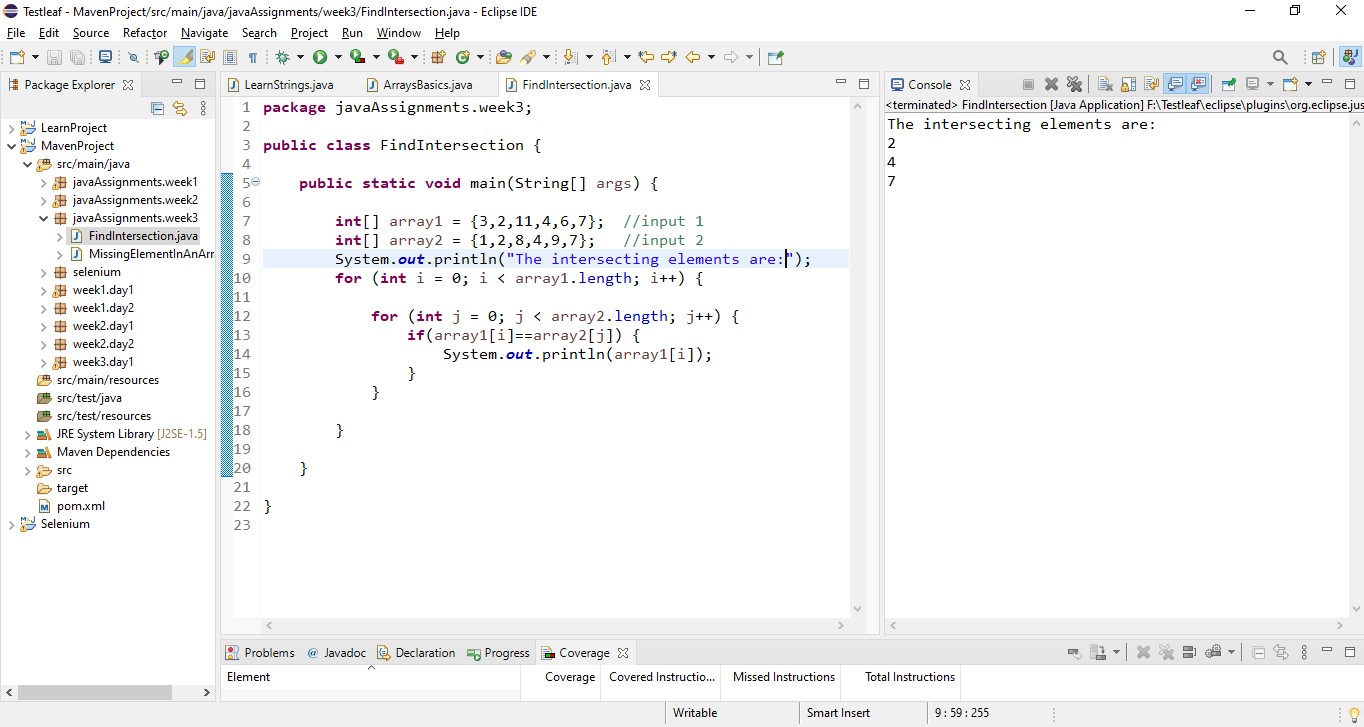 Testleaf - MavenProject/src/main/java/javaAssignments/week3/FindIntersection.java - Eclipse IDE
File Edit Source Refactor Navigate Search Project Run Window Help
Package Explorer
LearnProject
MavenProject
src/main/java
javaAssignments.week1
javaAssignments.week2
javaAssignments.week3
FindIntersection.java
MissingElementInAnArr
selenium
week1.day1
week1.day2
week2.day1
week2.day2
week3.day1
src/main/resources
src/test/java
src/test/resources
JRE System Library [J2SE-1.5]
Maven Dependencies
src
target
pom.xml
Selenium
LearnStrings.java ArraysBasics.java FindIntersection.java
1 package javaAssignments.week3;
2
3 public class FindIntersection {
4
5 public static void main(String[] args) {
6
7 int[] array1 = {3,2,11,4,6,7}; //input 1
8 int[] array2 = {1,2,8,4,9,7}; //input 2
9 System.out.println("The intersecting elements are:");
10 for (int i = 0; i < array1.length; i++) {
11
12 for (int j = 0; j < array2.length; j++) {
13 if(array1[i]==array2[j]) {
14 System.out.println(array1[i]);
15 }
16 }
17
18 }
19
20 }
21
22 }
23
Console
<terminated> FindIntersection [Java Application] F:\Testleaf\eclipse\plugins\org.eclipse.jus
The intersecting elements are:
2
4
7
Problems @ Javadoc Declaration Progress Coverage
Element Coverage Covered Instructio... Missed Instructions Total Instructions
Writable Smart Insert 9 : 59 : 255